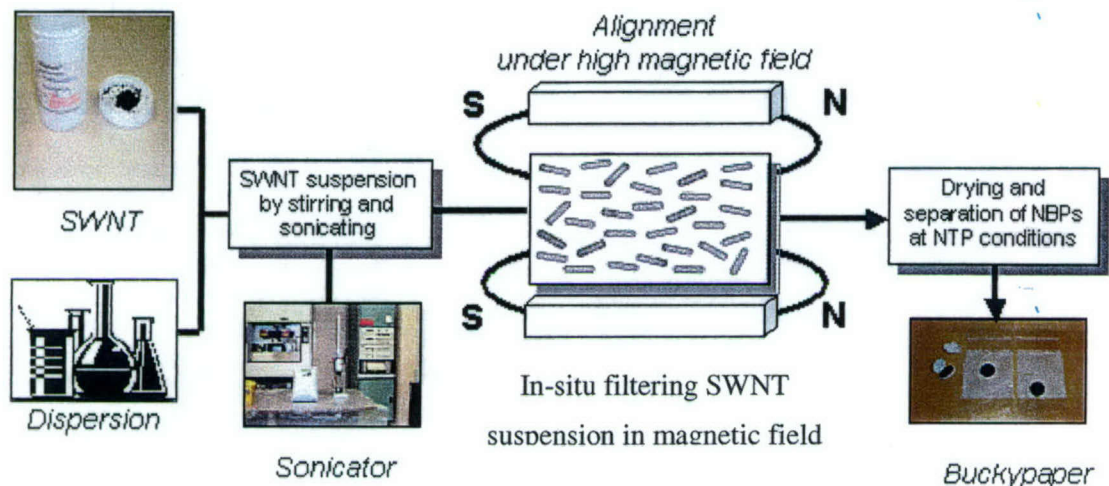 SWNT
Dispersion
SWNT suspension
by stirring and
sonicating
Sonicator
Alignment
under high magnetic field
S
N
S
N
In-situ filtering SWNT
suspension in magnetic field
Drying and
separation of NBPs
at NTP conditions
Buckypaper